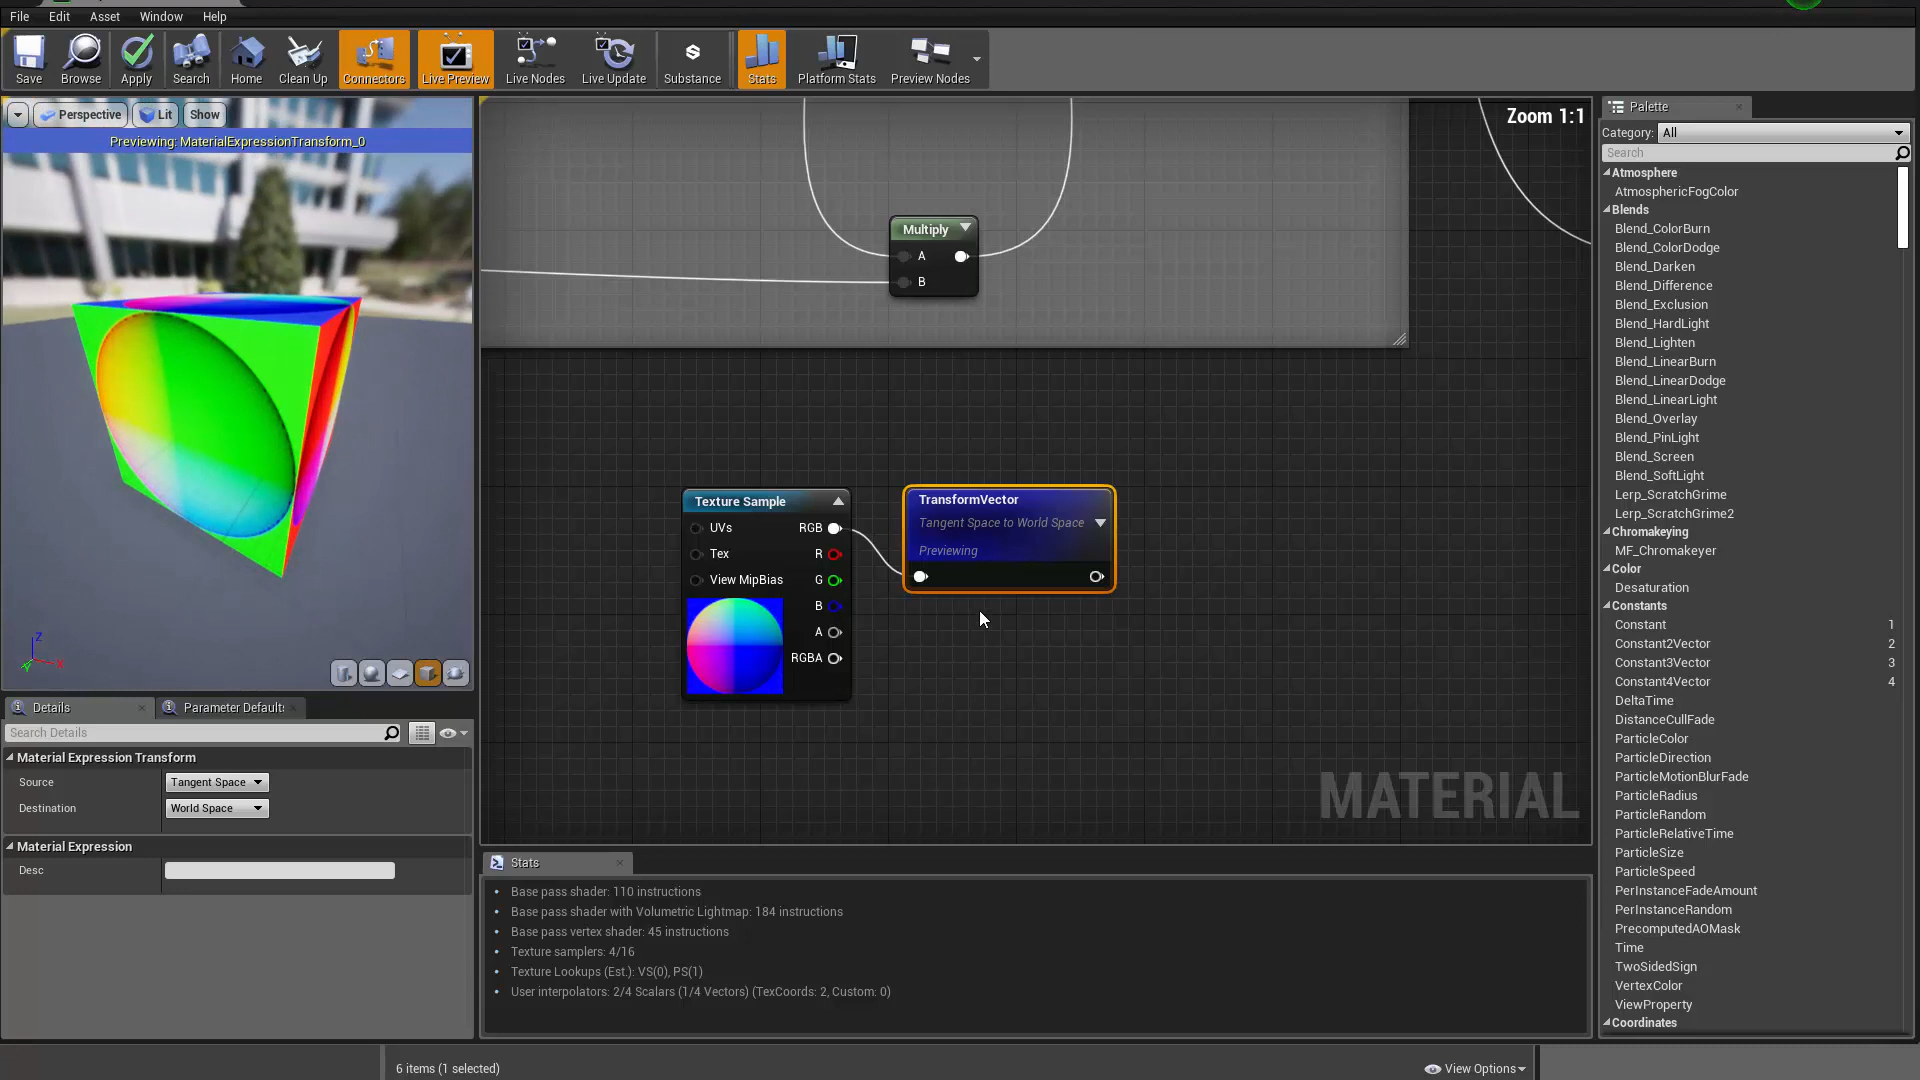 File Edit Asset Window Help
Save Browse Apply Search Home Clean Up Connectors Live Preview Live Nodes Live Update Substance Stats Platform Stats Preview Nodes
Perspective Lit Show
Previewing: MaterialExpressionTransform_0
Z
X
Y
Details Parameter Defaults
Search Details
Material Expression Transform
Source Tangent Space
Destination World Space
Material Expression
Desc
Zoom 1:1
Multiply
A
B
Texture Sample
UVs RGB
Tex R
View MipBias G
B
A
RGBA
TransformVector
Tangent Space to World Space
Previewing
MATERIAL
Stats
• Base pass shader: 110 instructions
• Base pass shader with Volumetric Lightmap: 184 instructions
• Base pass vertex shader: 45 instructions
• Texture samplers: 4/16
• Texture Lookups (Est.): VS(0), PS(1)
• User interpolators: 2/4 Scalars (1/4 Vectors) (TexCoords: 2, Custom: 0)
6 items (1 selected)
View Options
Palette
Category: All
Search
Atmosphere
AtmosphericFogColor
Blends
Blend_ColorBurn
Blend_ColorDodge
Blend_Darken
Blend_Difference
Blend_Exclusion
Blend_HardLight
Blend_Lighten
Blend_LinearBurn
Blend_LinearDodge
Blend_LinearLight
Blend_Overlay
Blend_PinLight
Blend_Screen
Blend_SoftLight
Lerp_ScratchGrime
Lerp_ScratchGrime2
Chromakeying
MF_Chromakeyer
Color
Desaturation
Constants
Constant 1
Constant2Vector 2
Constant3Vector 3
Constant4Vector 4
DeltaTime
DistanceCullFade
ParticleColor
ParticleDirection
ParticleMotionBlurFade
ParticleRadius
ParticleRandom
ParticleRelativeTime
ParticleSize
ParticleSpeed
PerInstanceFadeAmount
PerInstanceRandom
PrecomputedAOMask
Time
TwoSidedSign
VertexColor
ViewProperty
Coordinates